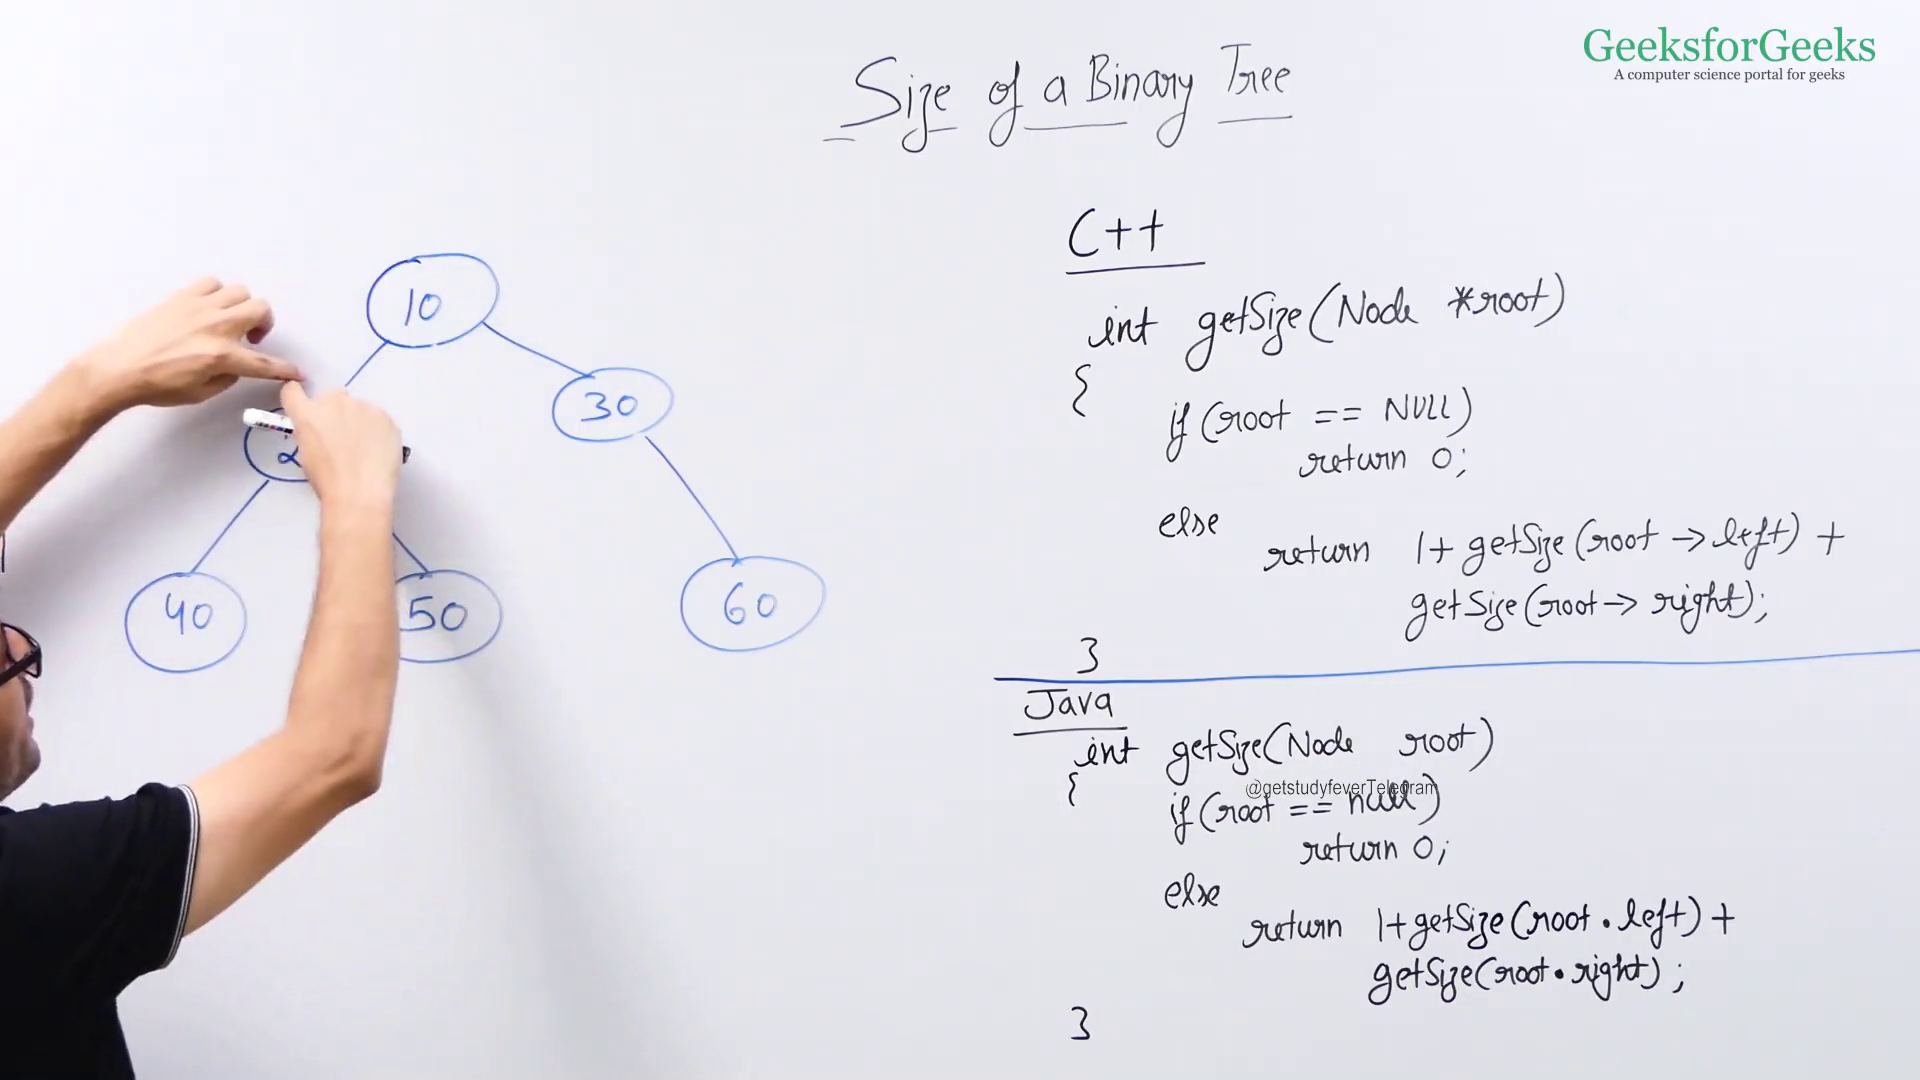 GeeksforGeeks
A computer science portal for geeks
Size of a Binary Tree
10
30
40
50
60
C++
int getSize(Node *root)
{
if (root == NULL)
return 0;
else
return 1+ getSize(root → left) +
getSize(root → right);
}
Java
int getSize(Node root)
{
@getstudyfeverTelegram
if (root == null)
return 0;
else
return 1+getSize(root.left) +
getSize(root.right);
}